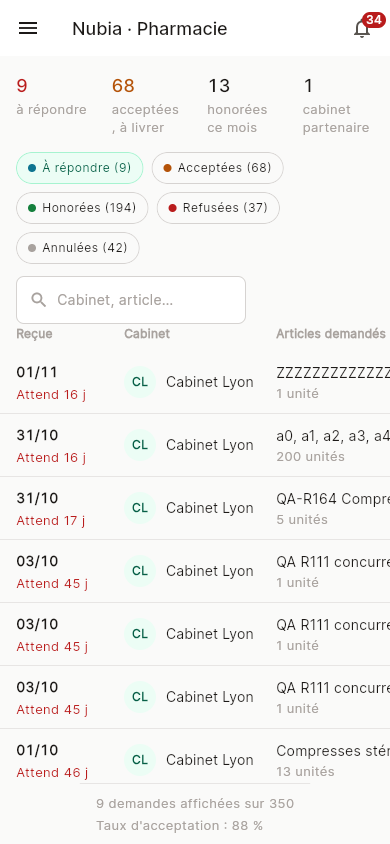 Nubia · Pharmacie
34
9
68
13
1
à répondre
acceptées
, à livrer
honorées
ce mois
cabinet
partenaire
À répondre (9)
Acceptées (68)
Honorées (194)
Refusées (37)
Annulées (42)
Cabinet, article...
Reçue
Cabinet
Articles demandés
01/11
Attend 16 j
CL
Cabinet Lyon
ZZZZZZZZZZZZZ
1 unité
31/10
Attend 16 j
CL
Cabinet Lyon
a0, a1, a2, a3, a4
200 unités
31/10
Attend 17 j
CL
Cabinet Lyon
QA-R164 Compre
5 unités
03/10
Attend 45 j
CL
Cabinet Lyon
QA R111 concurre
1 unité
03/10
Attend 45 j
CL
Cabinet Lyon
QA R111 concurre
1 unité
03/10
Attend 45 j
CL
Cabinet Lyon
QA R111 concurre
1 unité
01/10
Attend 46 j
CL
Cabinet Lyon
Compresses stér
13 unités
9 demandes affichées sur 350
Taux d'acceptation : 88 %